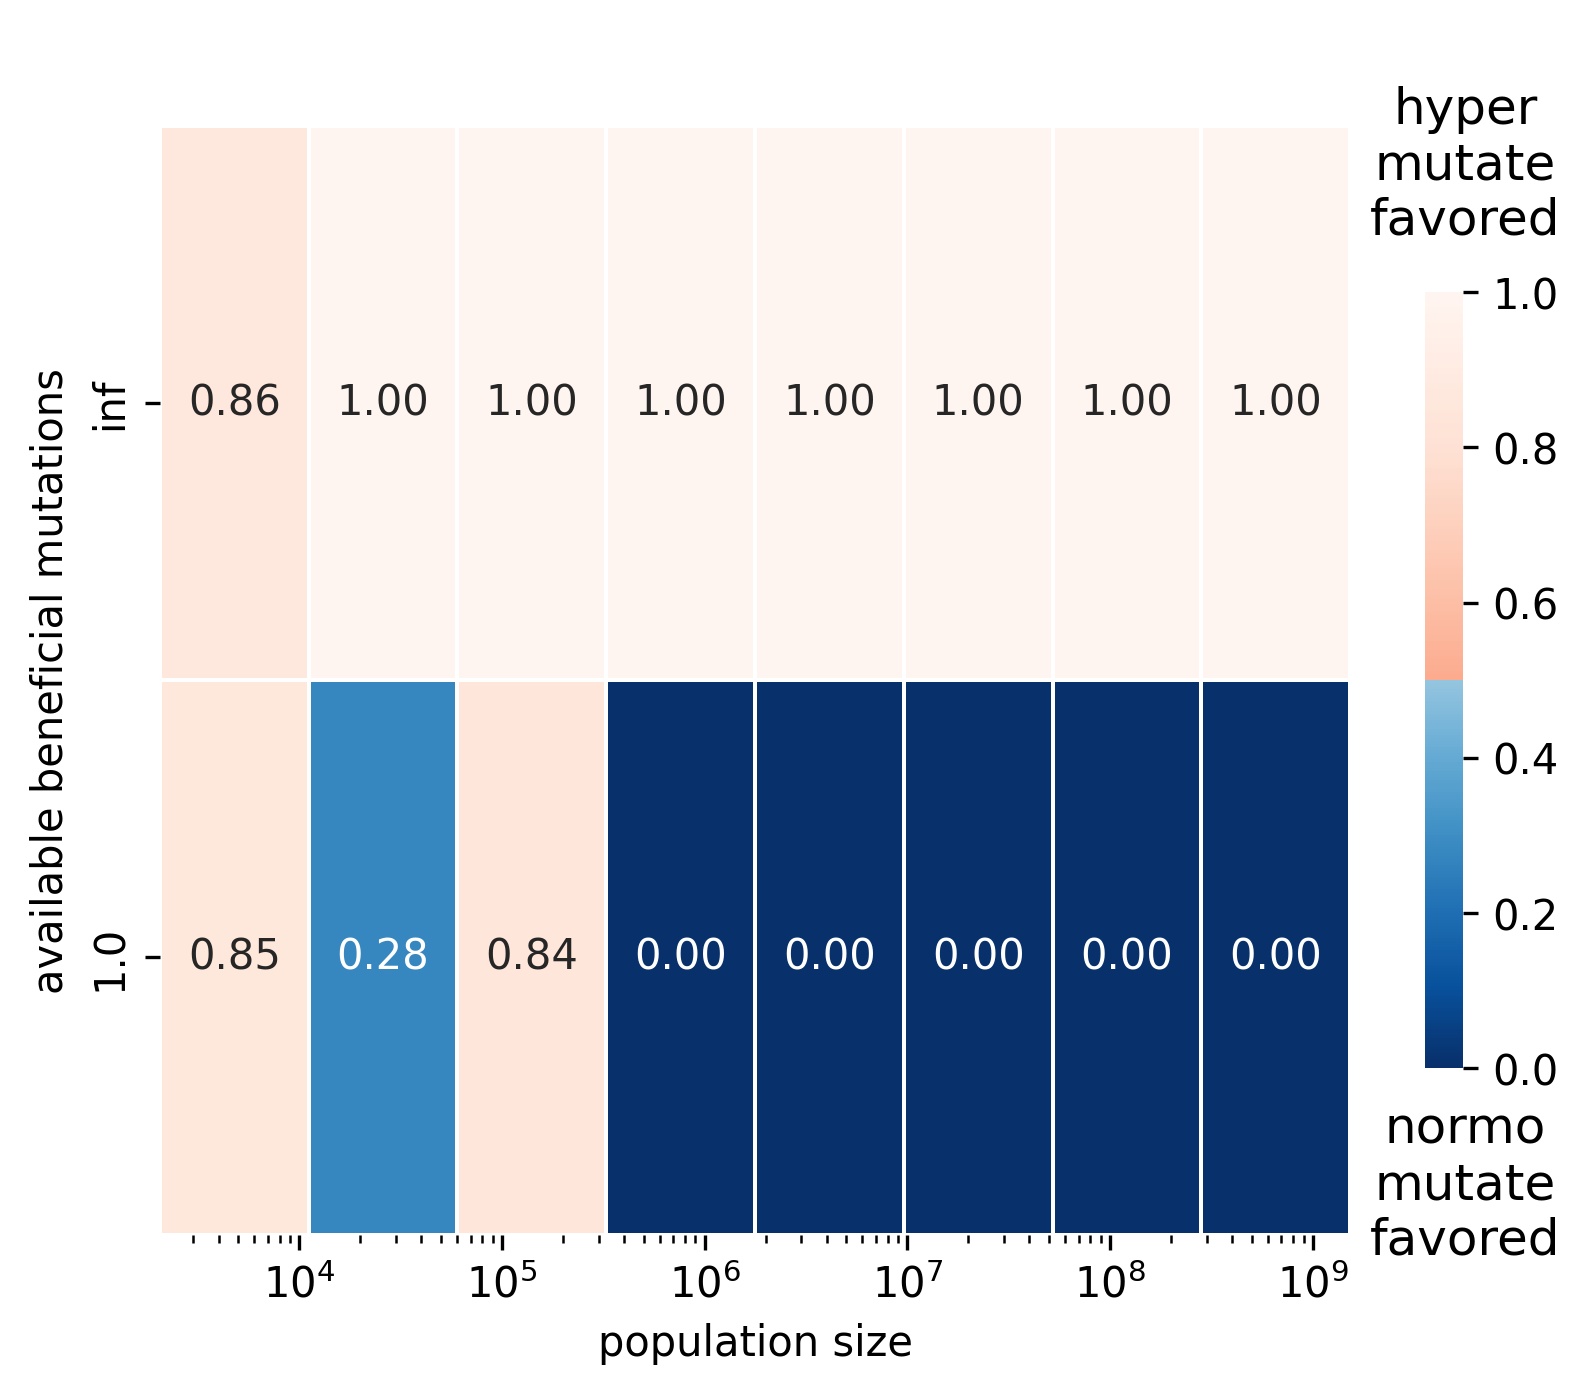 hyper
mutate
favored
available beneficial mutations
inf
0.86 1.00 1.00 1.00 1.00 1.00 1.00 1.00
1.0
0.85 0.28 0.84 0.00 0.00 0.00 0.00 0.00
10⁴ 10⁵ 10⁶ 10⁷ 10⁸ 10⁹
population size
1.0
0.8
0.6
0.4
0.2
0.0
normo
mutate
favored